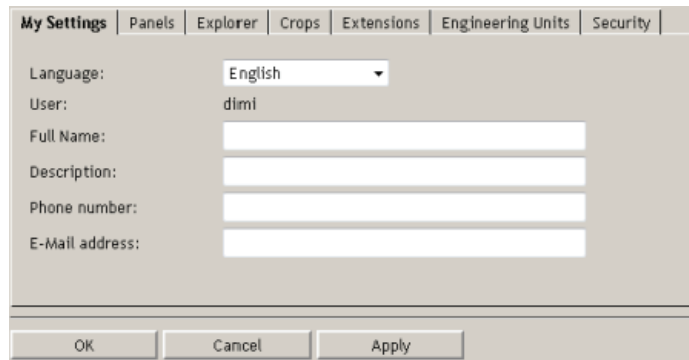 My Settings Panels Explorer Crops Extensions Engineering Units Security
Language: English
User: dimi
Full Name:
Description:
Phone number:
E-Mail address:
OK Cancel Apply